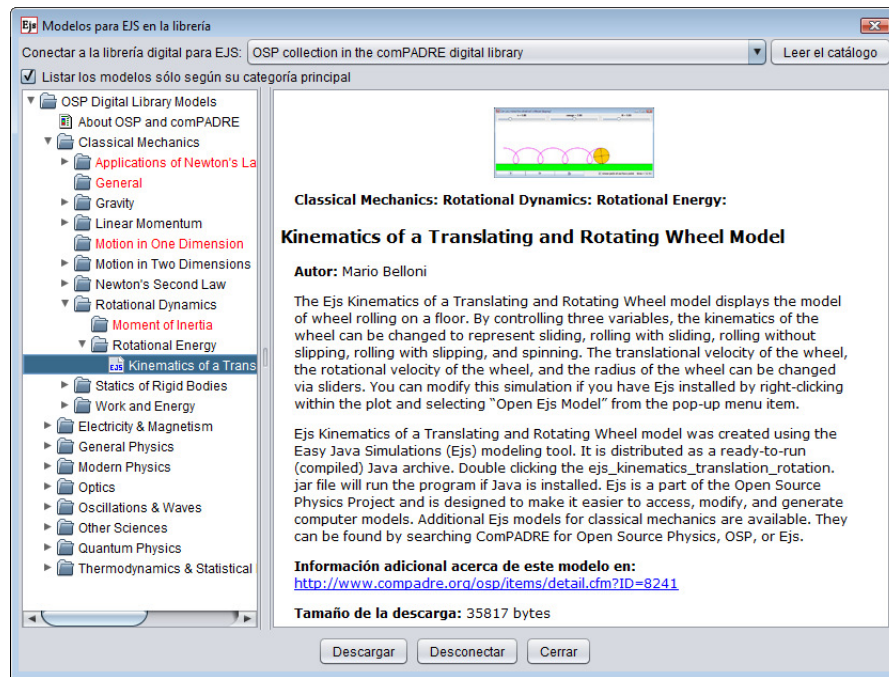 Ejs Modelos para EJS en la librería
Conectar a la librería digital para EJS: OSP collection in the comPADRE digital library Leer el catálogo
Listar los modelos sólo según su categoría principal
OSP Digital Library Models
About OSP and comPADRE
Classical Mechanics
Applications of Newton's La
General
Gravity
Linear Momentum
Motion in One Dimension
Motion in Two Dimensions
Newton's Second Law
Rotational Dynamics
Moment of Inertia
Rotational Energy
EJS Kinematics of a Trans
Statics of Rigid Bodies
Work and Energy
Electricity & Magnetism
General Physics
Modern Physics
Optics
Oscillations & Waves
Other Sciences
Quantum Physics
Thermodynamics & Statistical
Classical Mechanics: Rotational Dynamics: Rotational Energy:
Kinematics of a Translating and Rotating Wheel Model
Autor: Mario Belloni
The Ejs Kinematics of a Translating and Rotating Wheel model displays the model
of wheel rolling on a floor. By controlling three variables, the kinematics of the
wheel can be changed to represent sliding, rolling with sliding, rolling without
slipping, rolling with slipping, and spinning. The translational velocity of the wheel,
the rotational velocity of the wheel, and the radius of the wheel can be changed
via sliders. You can modify this simulation if you have Ejs installed by right-clicking
within the plot and selecting “Open Ejs Model” from the pop-up menu item.
Ejs Kinematics of a Translating and Rotating Wheel model was created using the
Easy Java Simulations (Ejs) modeling tool. It is distributed as a ready-to-run
(compiled) Java archive. Double clicking the ejs_kinematics_translation_rotation.
jar file will run the program if Java is installed. Ejs is a part of the Open Source
Physics Project and is designed to make it easier to access, modify, and generate
computer models. Additional Ejs models for classical mechanics are available. They
can be found by searching ComPADRE for Open Source Physics, OSP, or Ejs.
Información adicional acerca de este modelo en:
http://www.compadre.org/osp/items/detail.cfm?ID=8241
Tamaño de la descarga: 35817 bytes
Descargar Desconectar Cerrar